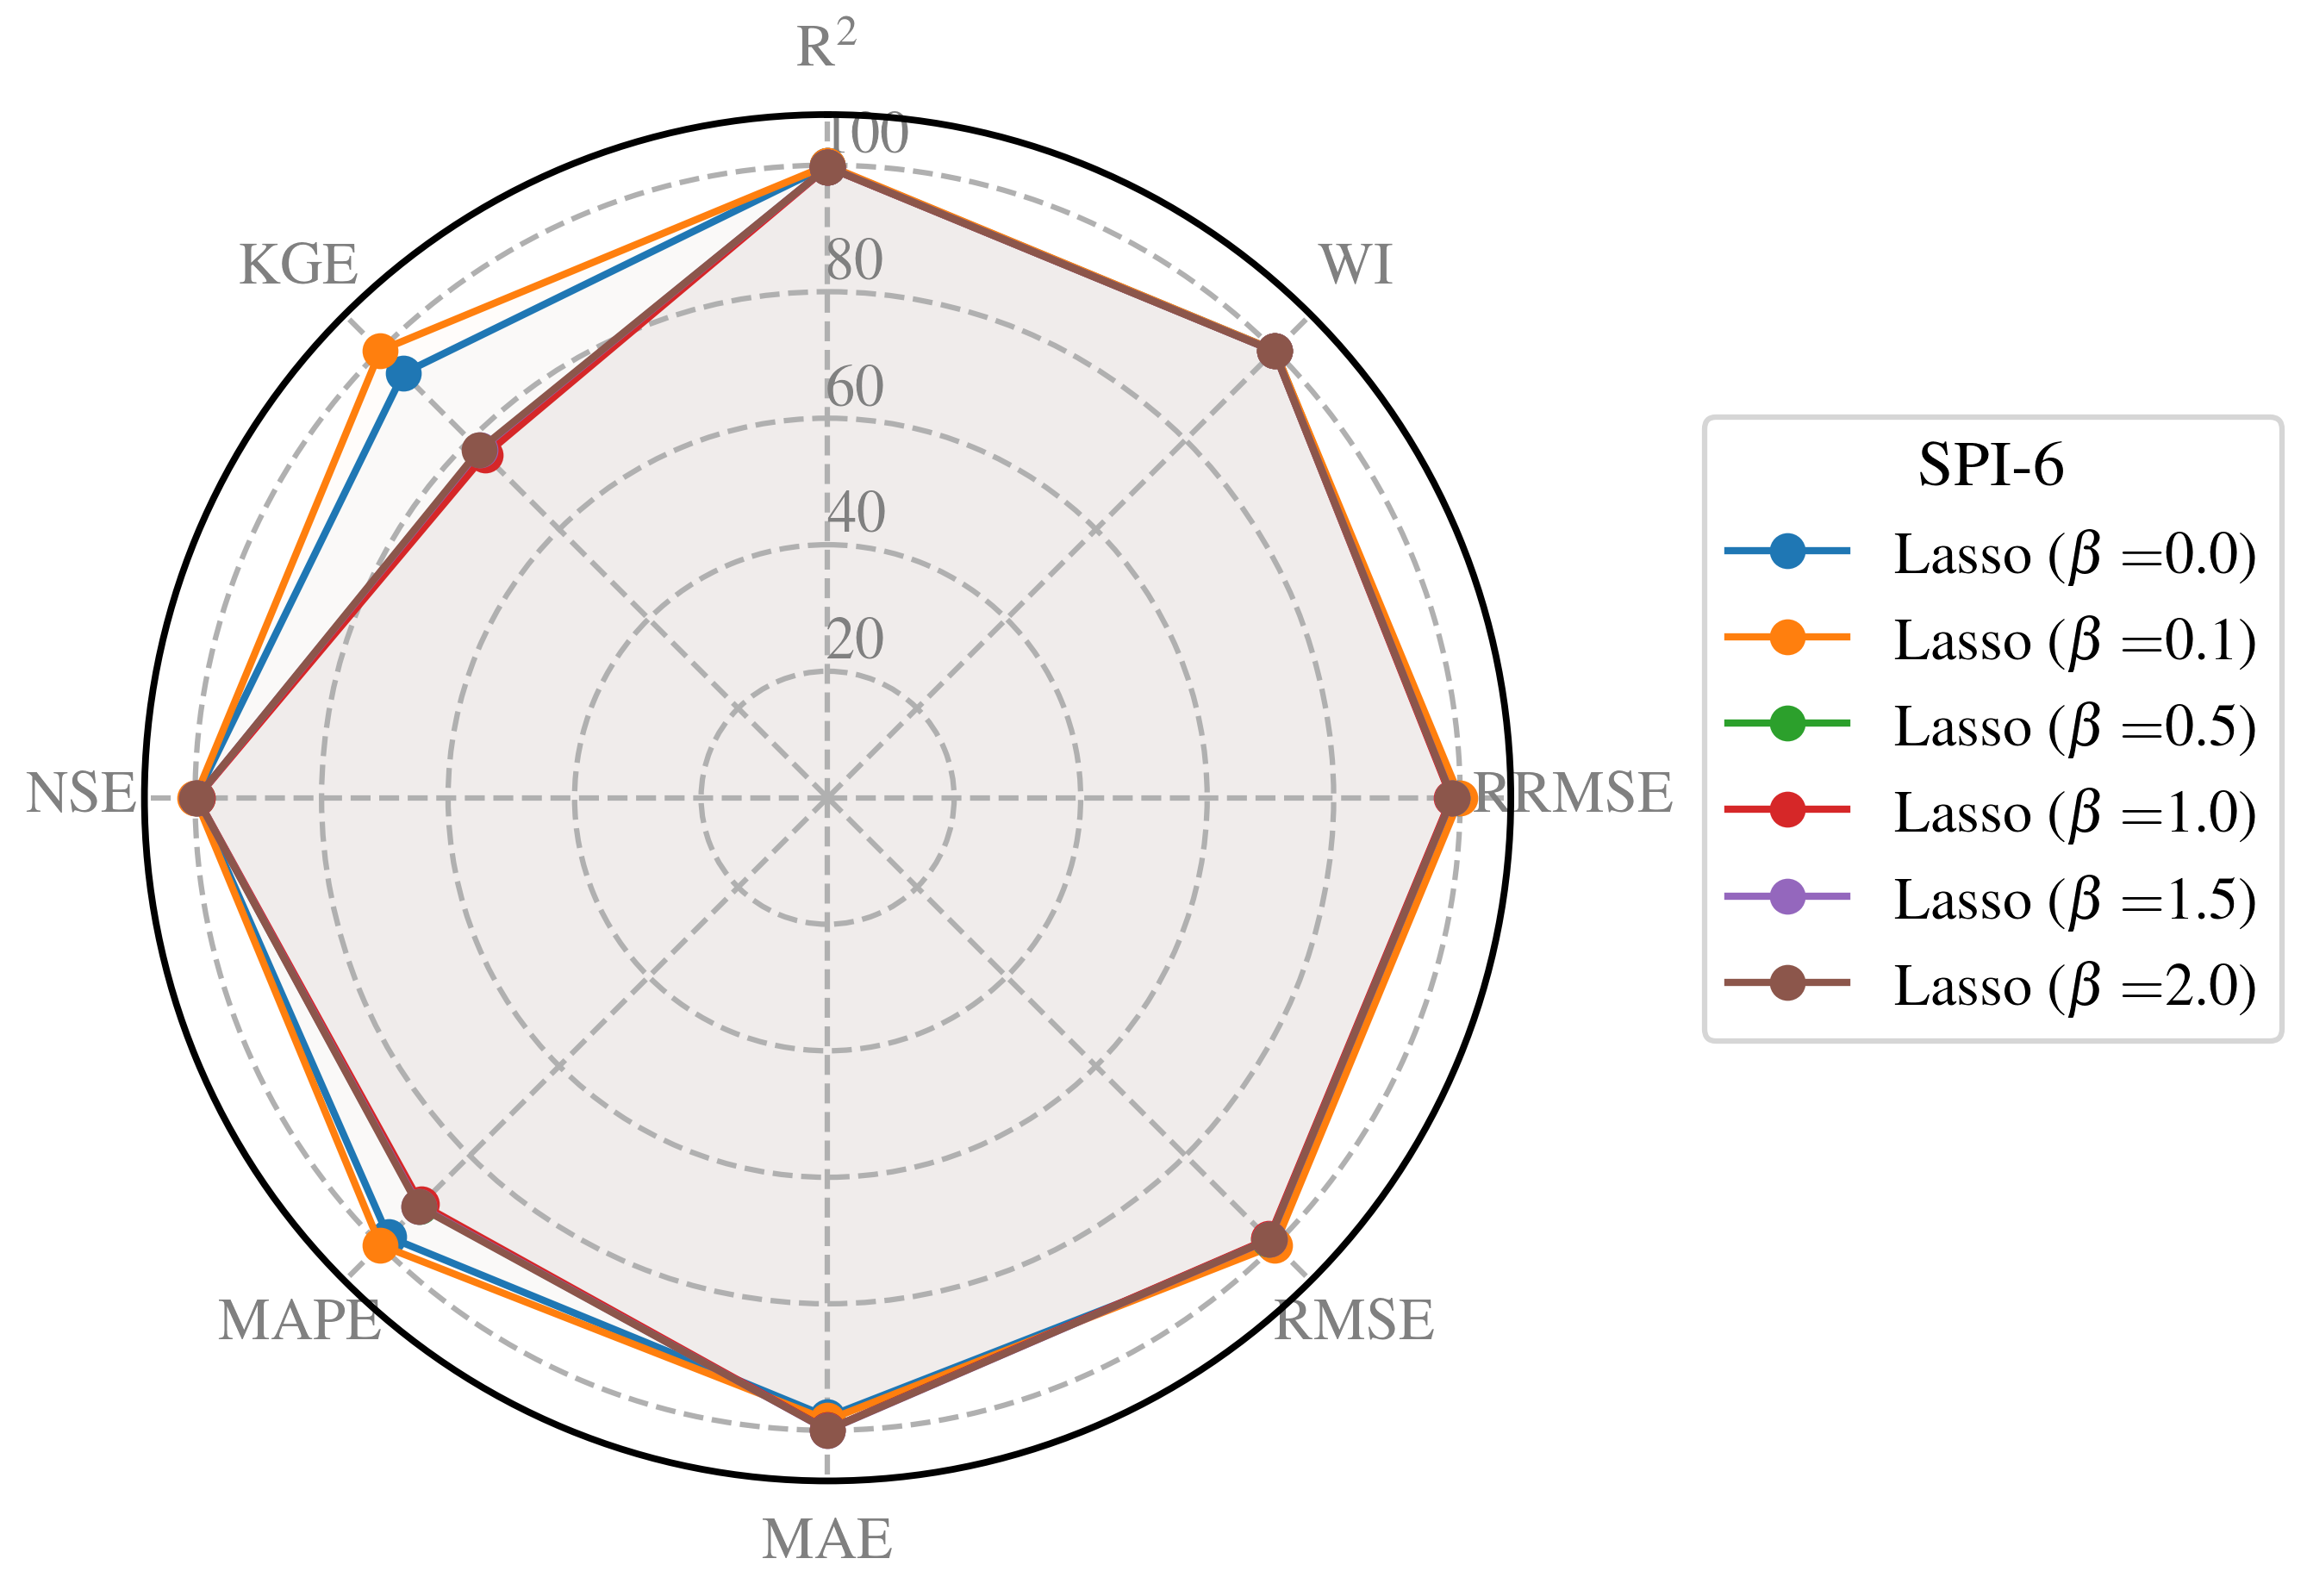 R²
100
KGE
WI
80
60
40
20
NSE
RRMSE
MAPE
RMSE
MAE
SPI-6
Lasso (β =0.0)
Lasso (β =0.1)
Lasso (β =0.5)
Lasso (β =1.0)
Lasso (β =1.5)
Lasso (β =2.0)